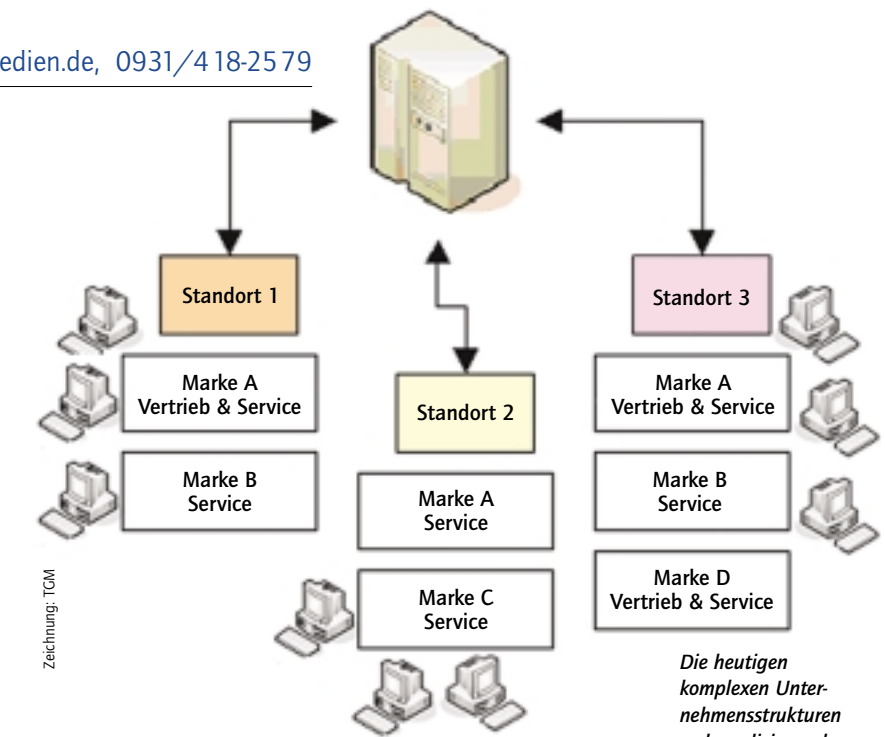 edien.de, 0931/418-2579
Standort 1
Marke A
Vertrieb & Service
Marke B
Service
Standort 2
Marke A
Service
Marke C
Service
Standort 3
Marke A
Vertrieb & Service
Marke B
Service
Marke D
Vertrieb & Service
Zeichnung: TGM
Die heutigen
komplexen Unter-
nehmensstrukturen